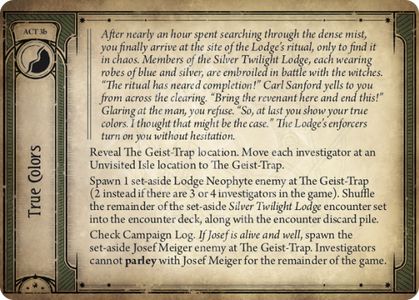 ACT 3b
True Colors
After nearly an hour spent searching through the dense mist,
you finally arrive at the site of the Lodge's ritual, only to find it
in chaos. Members of the Silver Twilight Lodge, each wearing
robes of blue and silver, are embroiled in battle with the witches.
"The ritual has neared completion!" Carl Sanford yells to you
from across the clearing. "Bring the revenant here and end this!"
Glaring at the man, you refuse. "So, at last you show your true
colors. I thought that might be the case." The Lodge's enforcers
turn on you without hesitation.
Reveal The Geist-Trap location. Move each investigator at an
Unvisited Isle location to The Geist-Trap.
Spawn 1 set-aside Lodge Neophyte enemy at The Geist-Trap
(2 instead if there are 3 or 4 investigators in the game). Shuffle
the remainder of the set-aside Silver Twilight Lodge encounter set
into the encounter deck, along with the encounter discard pile.
Check Campaign Log. If Josef is alive and well, spawn the
set-aside Josef Meiger enemy at The Geist-Trap. Investigators
cannot parley with Josef Meiger for the remainder of the game.